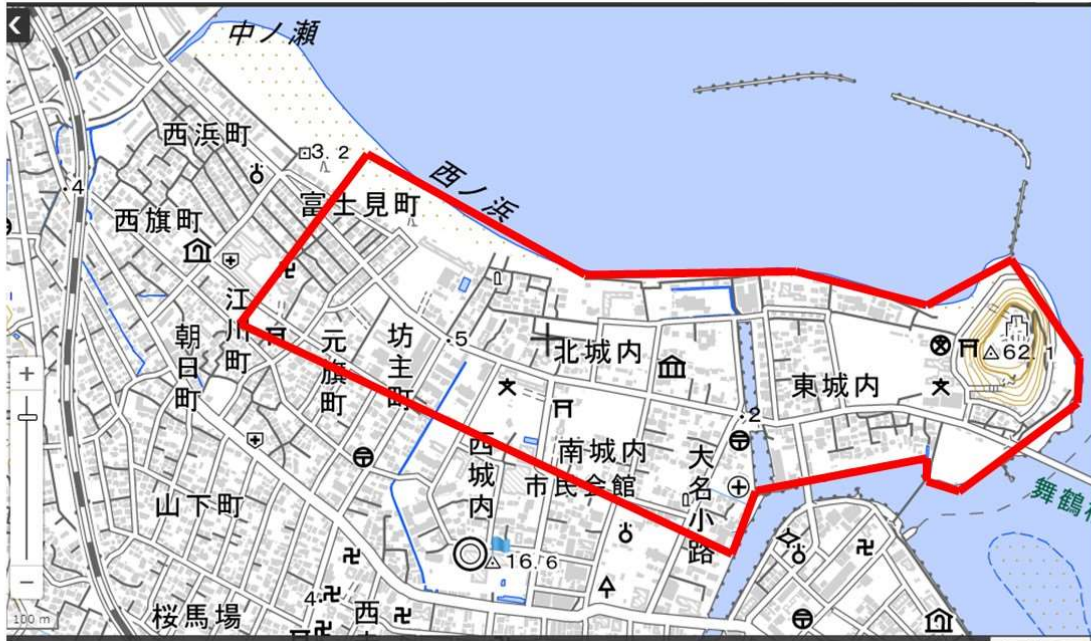 中ノ瀬
西浜町
3.2
西ノ浜
富士見町
4
西旗町
江川町
朝日町
元旗町
坊主町
5
北城内
62.1
東城内
2
西城内
南城内
市民会館
大名小路
舞鶴
山下町
16.6
4
桜馬場
西
100 m
+
−